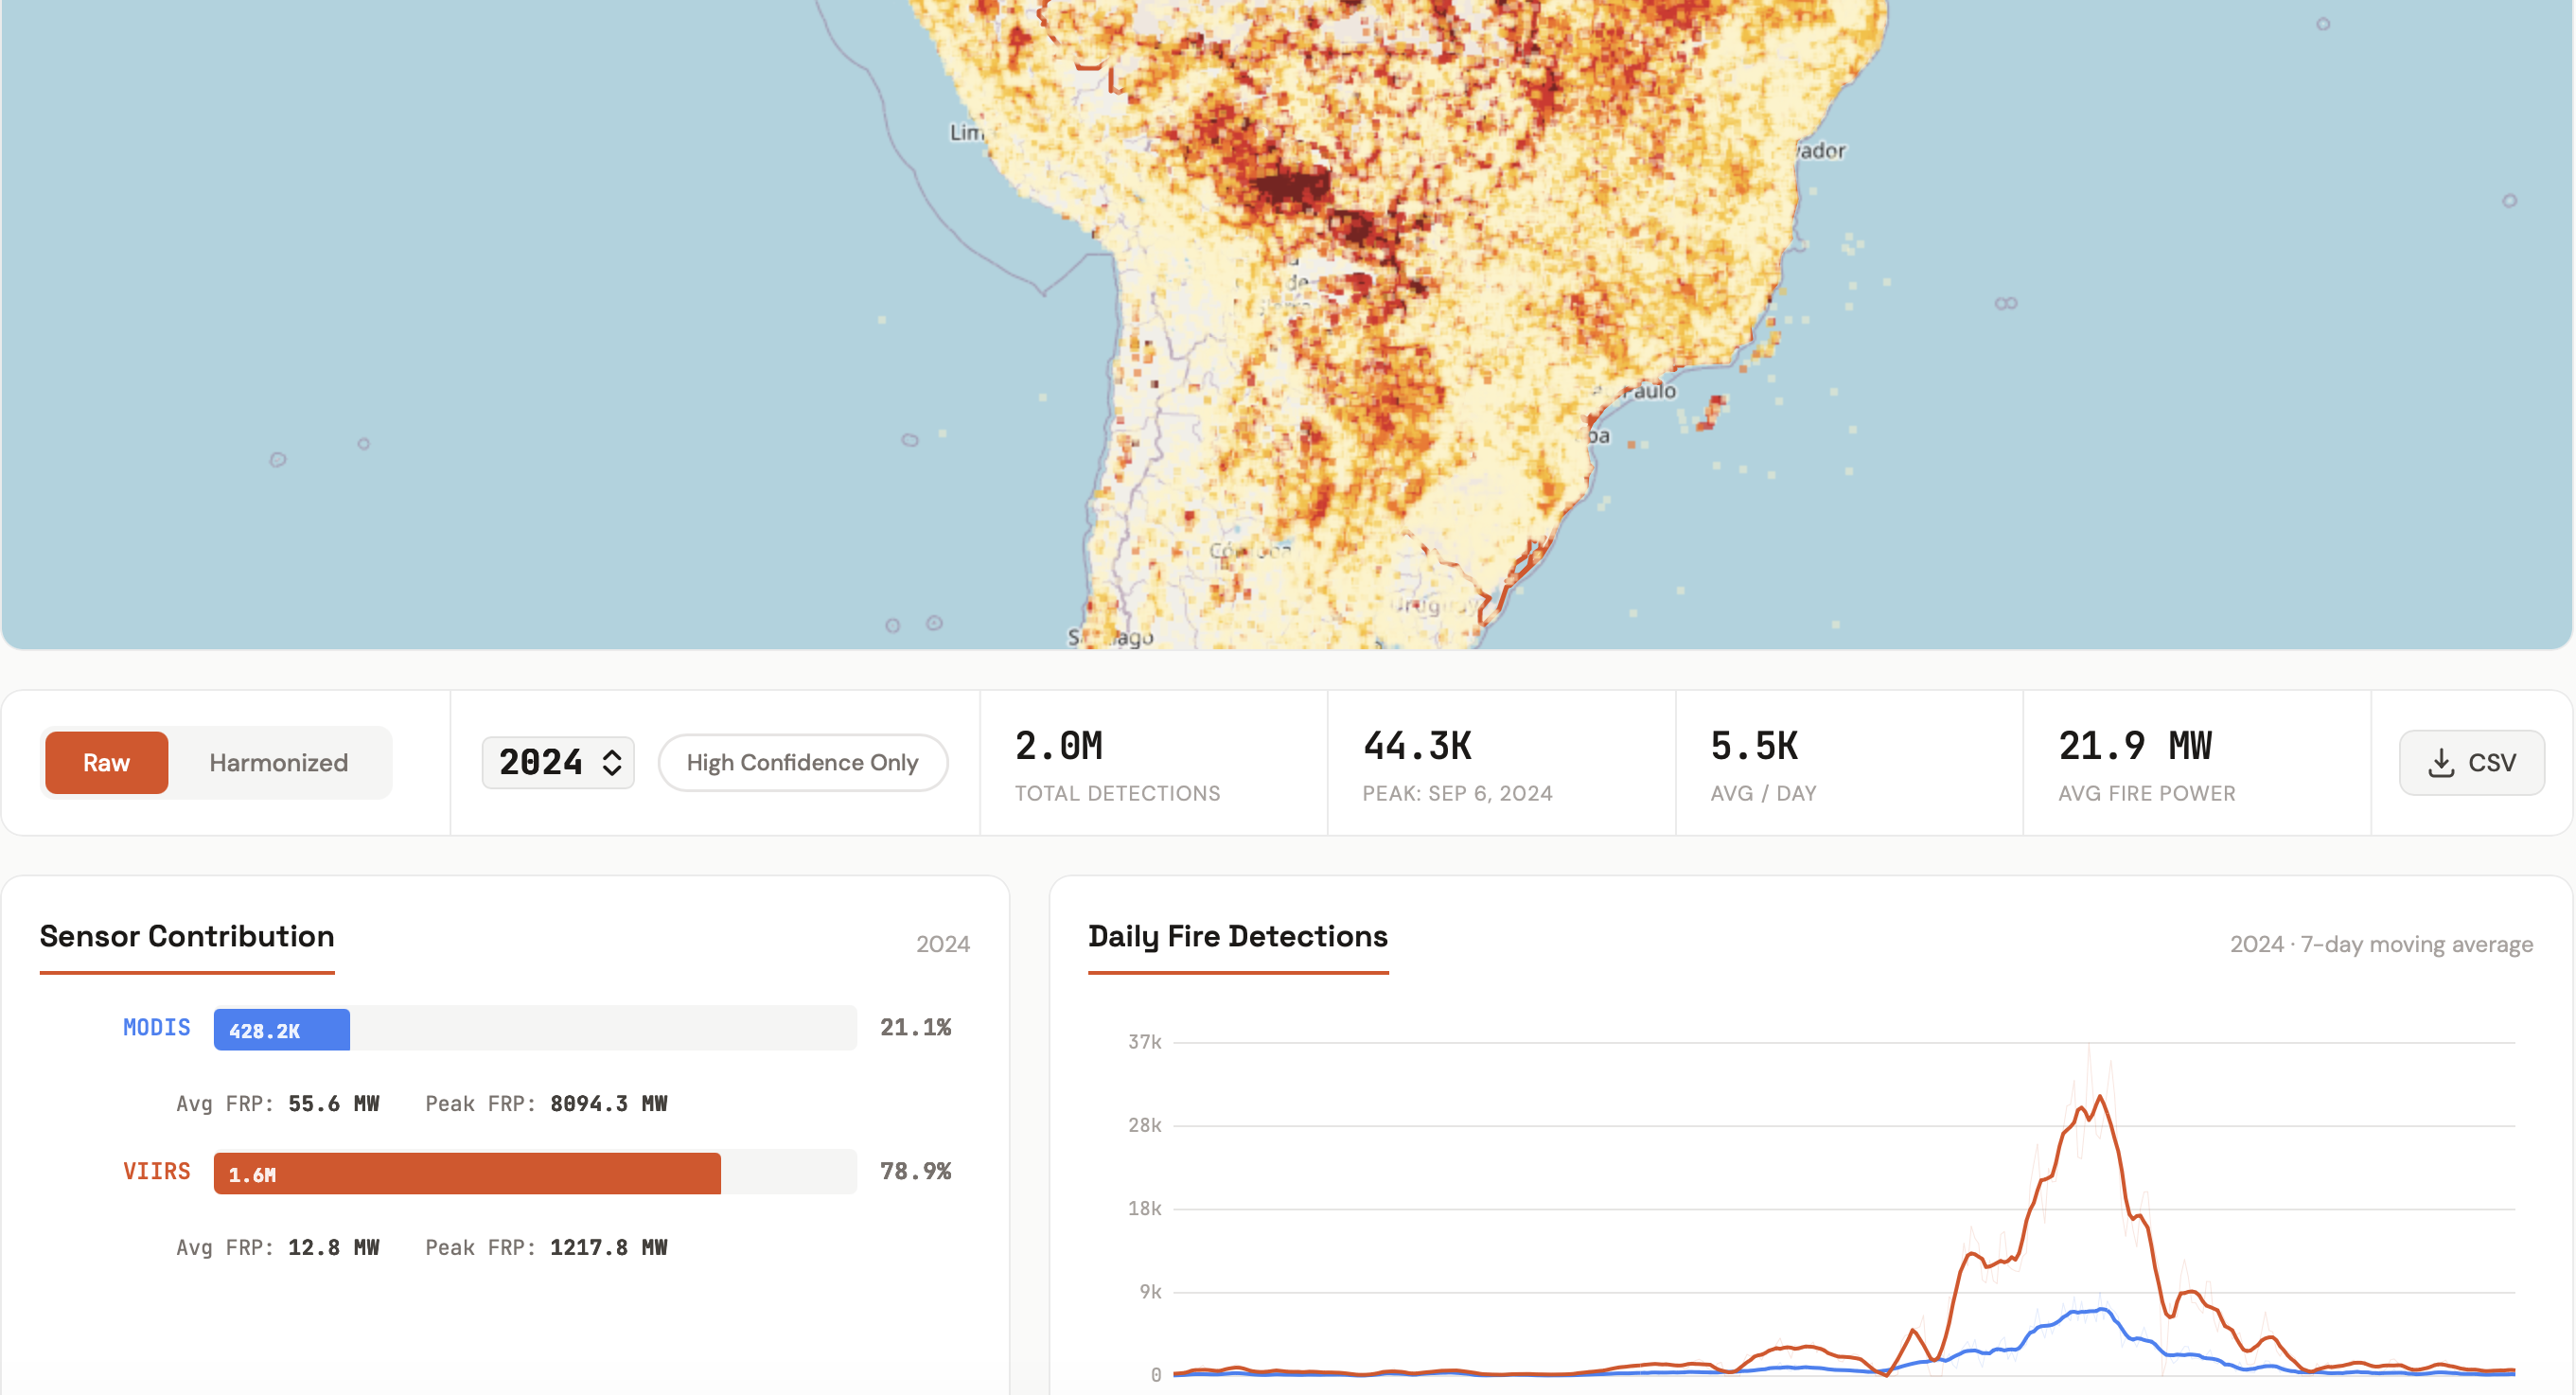 Lim
vador
Paulo
ba
Uruguay
Raw
Harmonized
2024
High Confidence Only
2.0M
TOTAL DETECTIONS
44.3K
PEAK: SEP 6, 2024
5.5K
AVG / DAY
21.9 MW
AVG FIRE POWER
CSV
Sensor Contribution
2024
MODIS
428.2K
21.1%
Avg FRP: 55.6 MW
Peak FRP: 8094.3 MW
VIIRS
1.6M
78.9%
Avg FRP: 12.8 MW
Peak FRP: 1217.8 MW
Daily Fire Detections
2024 · 7-day moving average
37k
28k
18k
9k
0